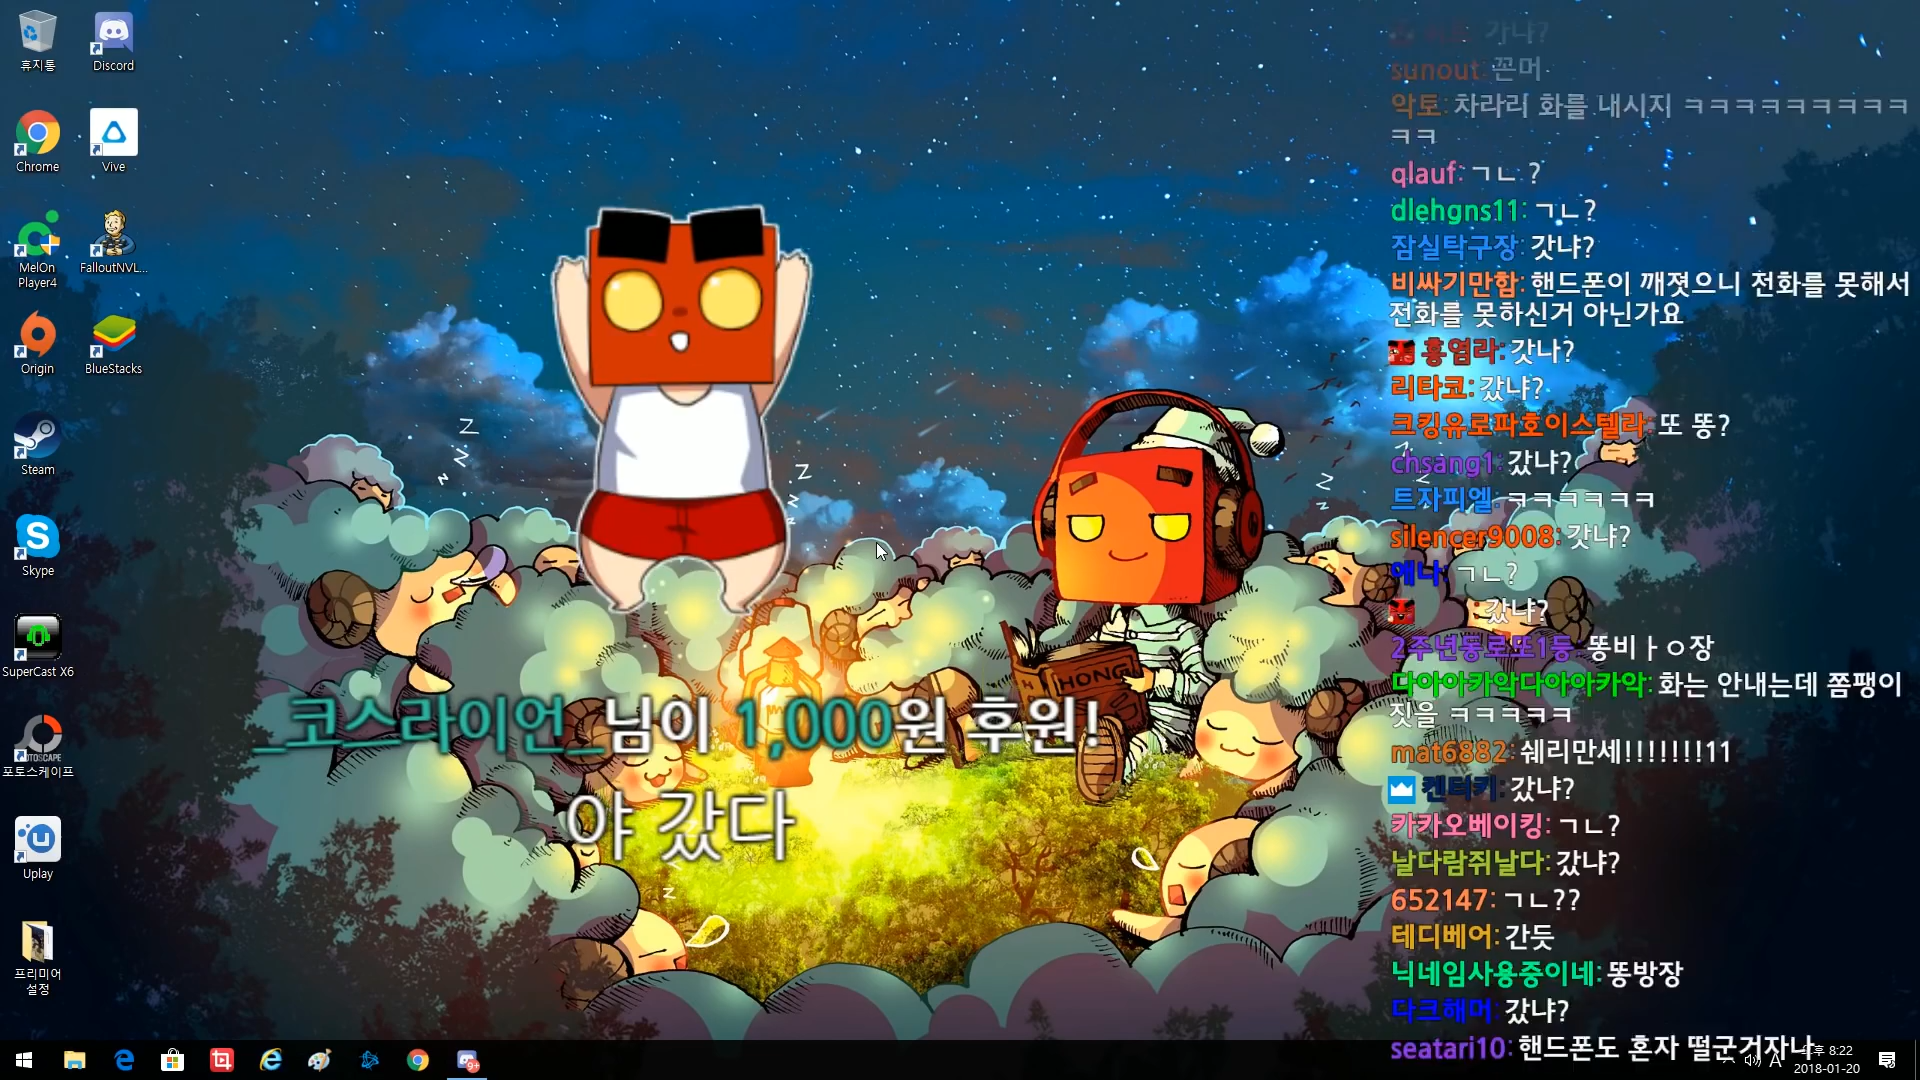 휴지통
Discord
Chrome
Vive
MelOn
Player4
FalloutNVL...
Origin
BlueStacks
Steam
Skype
SuperCast X6
포토스케이프
Uplay
프리미어
설정
HONG
_코스라이언_님이 1,000원 후원!
야 갔다
가냐?
sunout: 꼰머
악토: 차라리 화를 내시지 ㅋㅋㅋㅋㅋㅋㅋㅋㅋ
ㅋㅋ
qlauf: ㄱㄴ ?
dlehgns11: ㄱㄴ?
잠실탁구장: 갓냐?
비싸기만함: 핸드폰이 깨졋으니 전화를 못해서
전화를 못하신거 아닌가요
홍염라: 갓나?
리타코: 갔냐?
크킹유로파호이스텔라: 또 똥?
chsang1: 갔냐?
트자피엘: ㅋㅋㅋㅋㅋㅋ
silencer9008: 갓냐?
애나: ㄱㄴ?
갔냐?
2주년동로또1등: 똥비ㅏㅇ장
다아아카악다아아카악: 화는 안내는데 쫌팽이
짓을 ㅋㅋㅋㅋㅋ
mat6882: 쉐리만세!!!!!!!11
켄터키: 갔냐?
카카오베이킹: ㄱㄴ?
날다람쥐날다: 갔냐?
652147: ㄱㄴ??
테디베어: 간듯
닉네임사용중이네: 똥방장
다크해머: 갔냐?
seatari10: 핸드폰도 혼자 떨군거자나
A
오후 8:22
2018-01-20